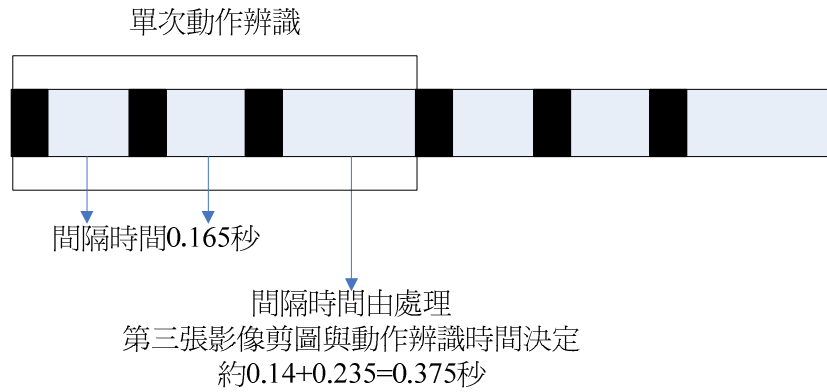 單次動作辨識
間隔時間0.165秒
間隔時間由處理
第三張影像剪圖與動作辨識時間決定
約0.14+0.235=0.375秒